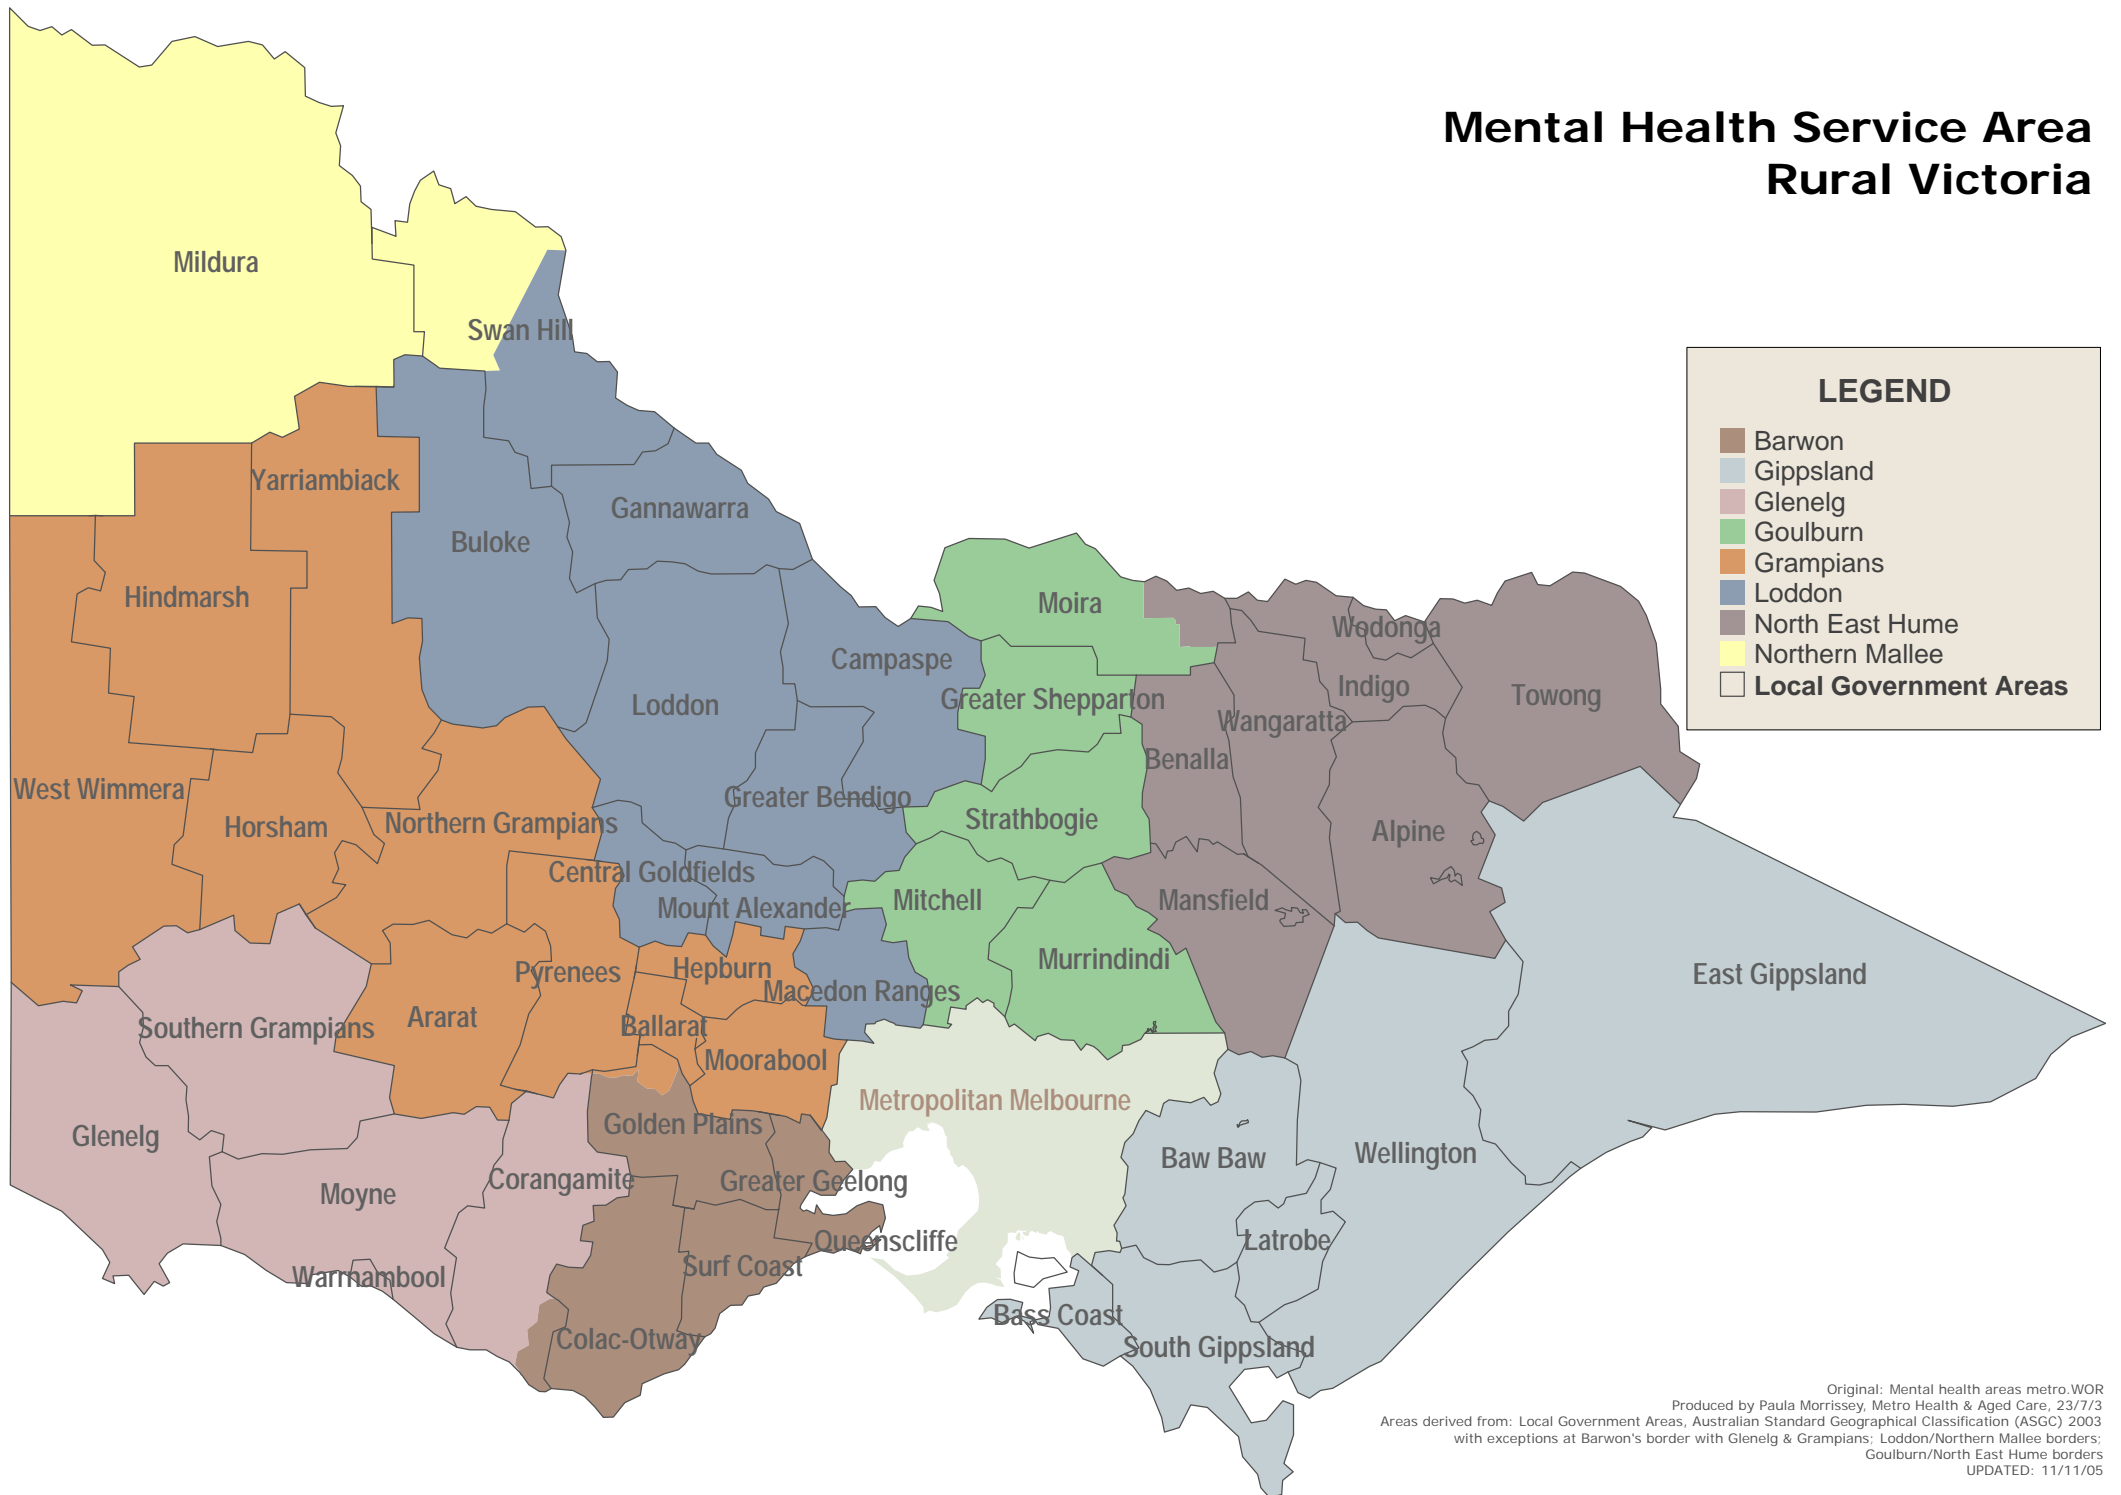 Mental Health Service Area
Rural Victoria
Mildura
Swan Hill
LEGEND
Barwon
Gippsland
Glenelg
Goulburn
Grampians
Loddon
North East Hume
Northern Mallee
Local Government Areas
Yarriambiack
Gannawarra
Buloke
Hindmarsh
Moira
Wodonga
Campaspe
Indigo
Towong
Greater Shepparton
Loddon
Wangaratta
Benalla
West Wimmera
Greater Bendigo
Horsham
Northern Grampians
Strathbogie
Alpine
Central Goldfields
Mount Alexander
Mitchell
Mansfield
Murrindindi
Hepburn
Pyrenees
East Gippsland
Macedon Ranges
Ararat
Southern Grampians
Ballarat
Moorabool
Metropolitan Melbourne
Golden Plains
Glenelg
Wellington
Baw Baw
Corangamite
Greater Geelong
Moyne
Queenscliffe
Latrobe
Surf Coast
Warrnambool
Bass Coast
Colac-Otway
South Gippsland
Original: Mental health areas metro.WOR
Produced by Paula Morrissey, Metro Health & Aged Care, 23/7/3
Areas derived from: Local Government Areas, Australian Standard Geographical Classification (ASGC) 2003
with exceptions at Barwon's border with Glenelg & Grampians; Loddon/Northern Mallee borders;
Goulburn/North East Hume borders
UPDATED: 11/11/05